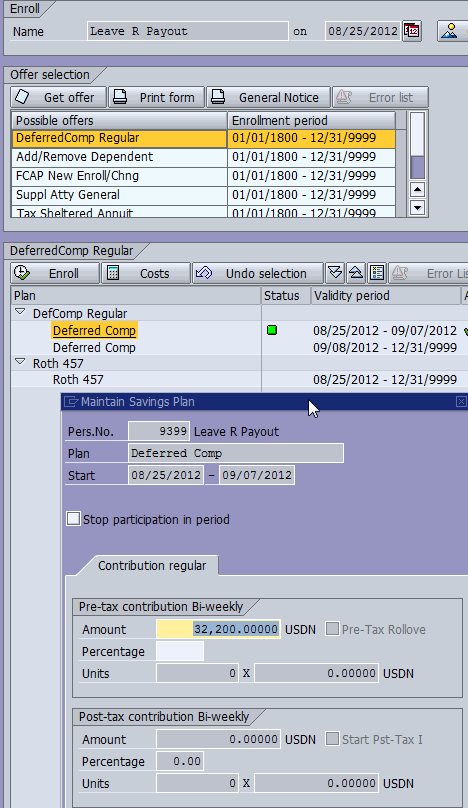 Enroll
Name Leave R Payout on 08/25/2012
Offer selection
Get offer Print form General Notice Error list
Possible offers Enrollment period
DeferredComp Regular 01/01/1800 - 12/31/9999
Add/Remove Dependent 01/01/1800 - 12/31/9999
FCAP New Enroll/Chng 01/01/1800 - 12/31/9999
Suppl Atty General 01/01/1800 - 12/31/9999
Tax Sheltered Annuit 01/01/1800 - 12/31/9999
DeferredComp Regular
Enroll Costs Undo selection Error Lis
Plan Status Validity period A
DefComp Regular
Deferred Comp 08/25/2012 - 09/07/2012
Deferred Comp 09/08/2012 - 12/31/9999
Roth 457
Roth 457 08/25/2012 - 12/31/9999
Maintain Savings Plan
Pers.No. 9399 Leave R Payout
Plan Deferred Comp
Start 08/25/2012 - 09/07/2012
Stop participation in period
Contribution regular
Pre-tax contribution Bi-weekly
Amount 32,200.00000 USDN Pre-Tax Rollove
Percentage
Units 0 X 0.00000 USDN
Post-tax contribution Bi-weekly
Amount 0.00000 USDN Start Pst-Tax I
Percentage 0.00
Units 0 X 0.00000 USDN